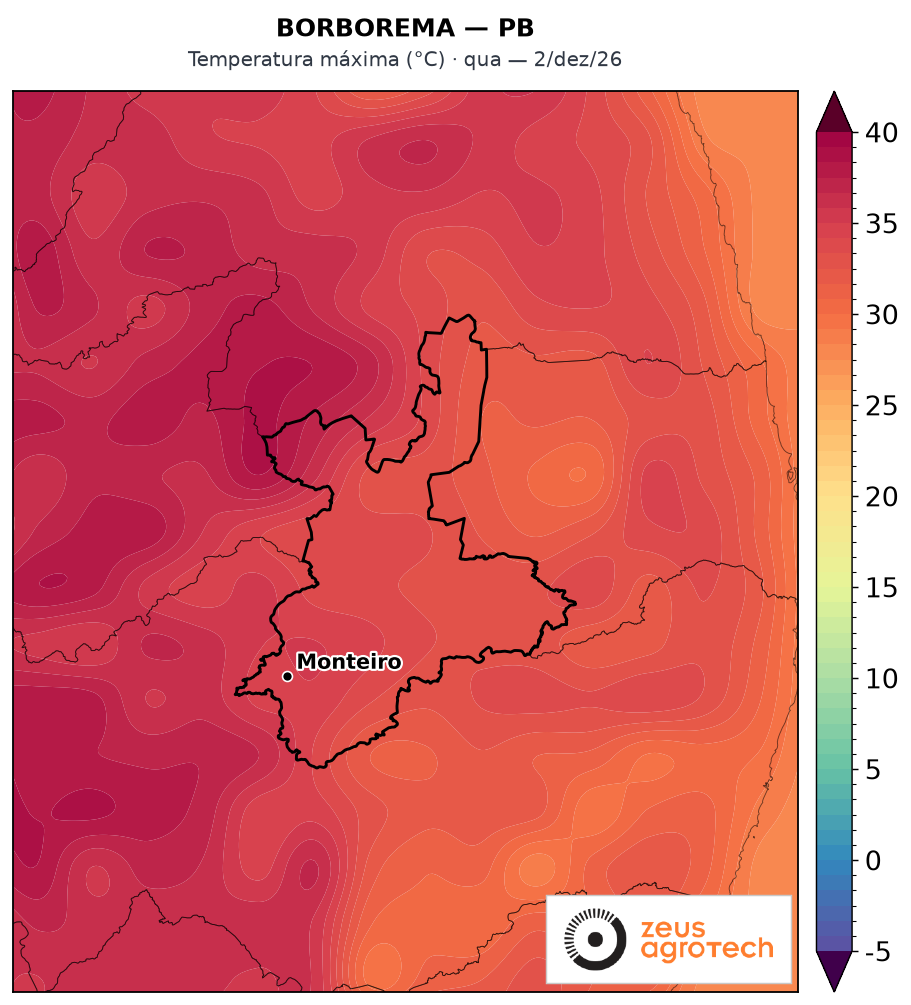 BORBOREMA — PB
Temperatura máxima (°C) · qua — 2/dez/26
40
35
30
25
20
15
10
5
0
-5
Monteiro
zeus
agrotech